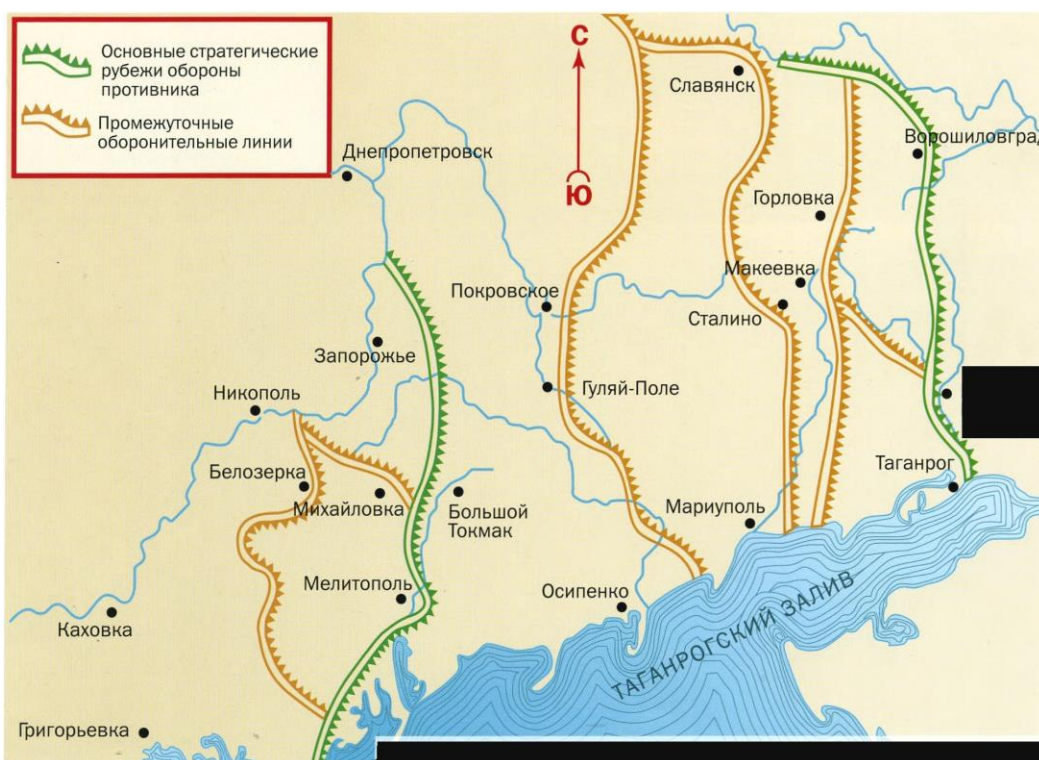 Основные стратегические
рубежи обороны
противника
Промежуточные
оборонительные линии
С
Ю
Славянск
Днепропетровск
Ворошиловград
Горловка
Макеевка
Покровское
Сталино
Запорожье
Гуляй-Поле
Никополь
Белозерка
Михайловка
Большой
Токмак
Таганрог
Мариуполь
Мелитополь
Осипенко
Каховка
ТАГАНРОГСКИЙ ЗАЛИВ
Григорьевка